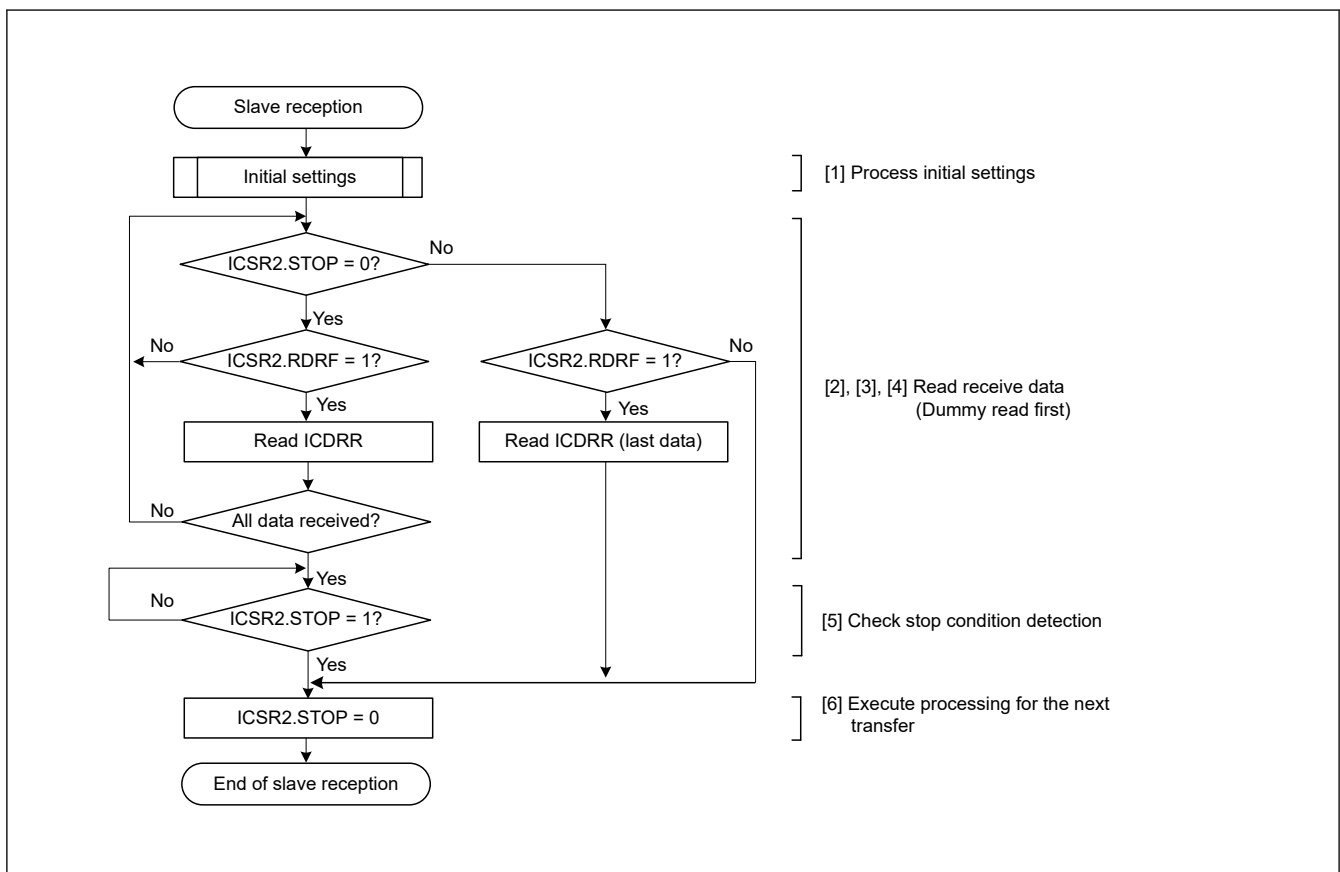 Slave reception
Initial settings
[1] Process initial settings
ICSR2.STOP = 0?
No
Yes
No
ICSR2.RDRF = 1?
ICSR2.RDRF = 1?
No
[2], [3], [4] Read receive data
(Dummy read first)
Yes
Yes
Read ICDRR
Read ICDRR (last data)
No
All data received?
Yes
No
ICSR2.STOP = 1?
[5] Check stop condition detection
Yes
ICSR2.STOP = 0
[6] Execute processing for the next
transfer
End of slave reception